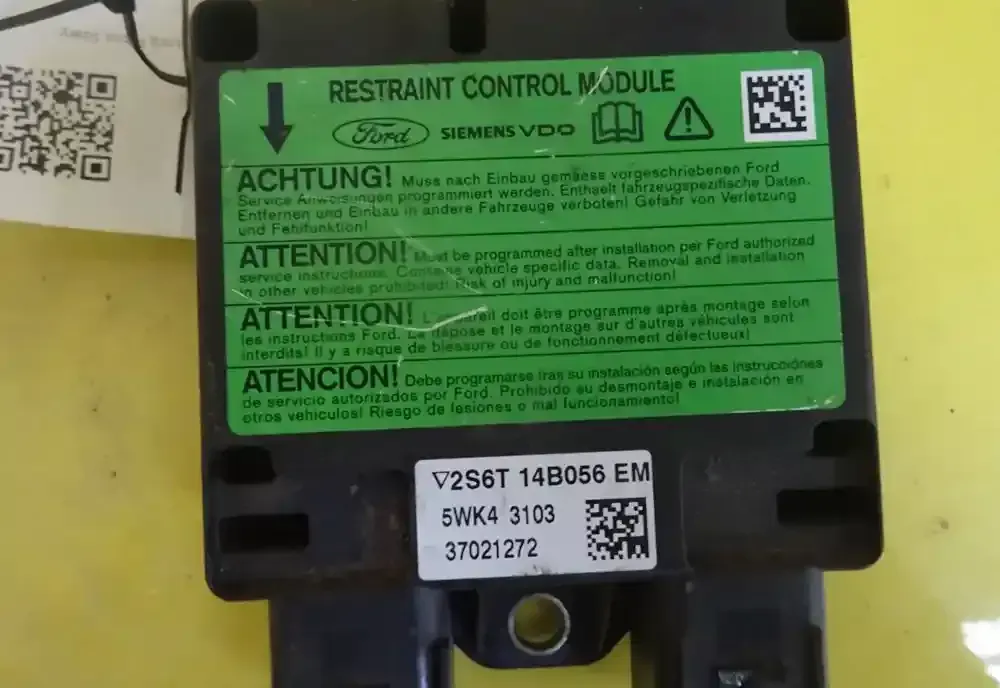 RESTRAINT CONTROL MODULE
Ford SIEMENS VDO
ACHTUNG! Muss nach Einbau gemäess vorgeschriebenen Ford
Service Anweisungen programmiert werden. Enthaelt fahrzeugspezifische Daten.
Entfernen und Einbau in andere Fahrzeuge verboten! Gefahr von Verletzung
und Fehlfunktion!
ATTENTION! Must be programmed after installation per Ford authorized
service instructions. Contains vehicle specific data. Removal and installation
in other vehicles prohibited! Risk of injury and malfunction!
ATTENTION! L'appareil doit être programme après montage selon
les instructions Ford. La dépose et le montage sur d'autres véhicules sont
interdits! Il y a risque de blessure ou de fonctionnement défectueux!
ATENCION! Debe programarse tras su instalación según las instrucciónes
de servicio autorizados por Ford. Prohibido su desmontaje e instalación en
otros vehiculos! Riesgo de lesiones o mal funcionamiento!
▽2S6T 14B056 EM
5WK4 3103
37021272